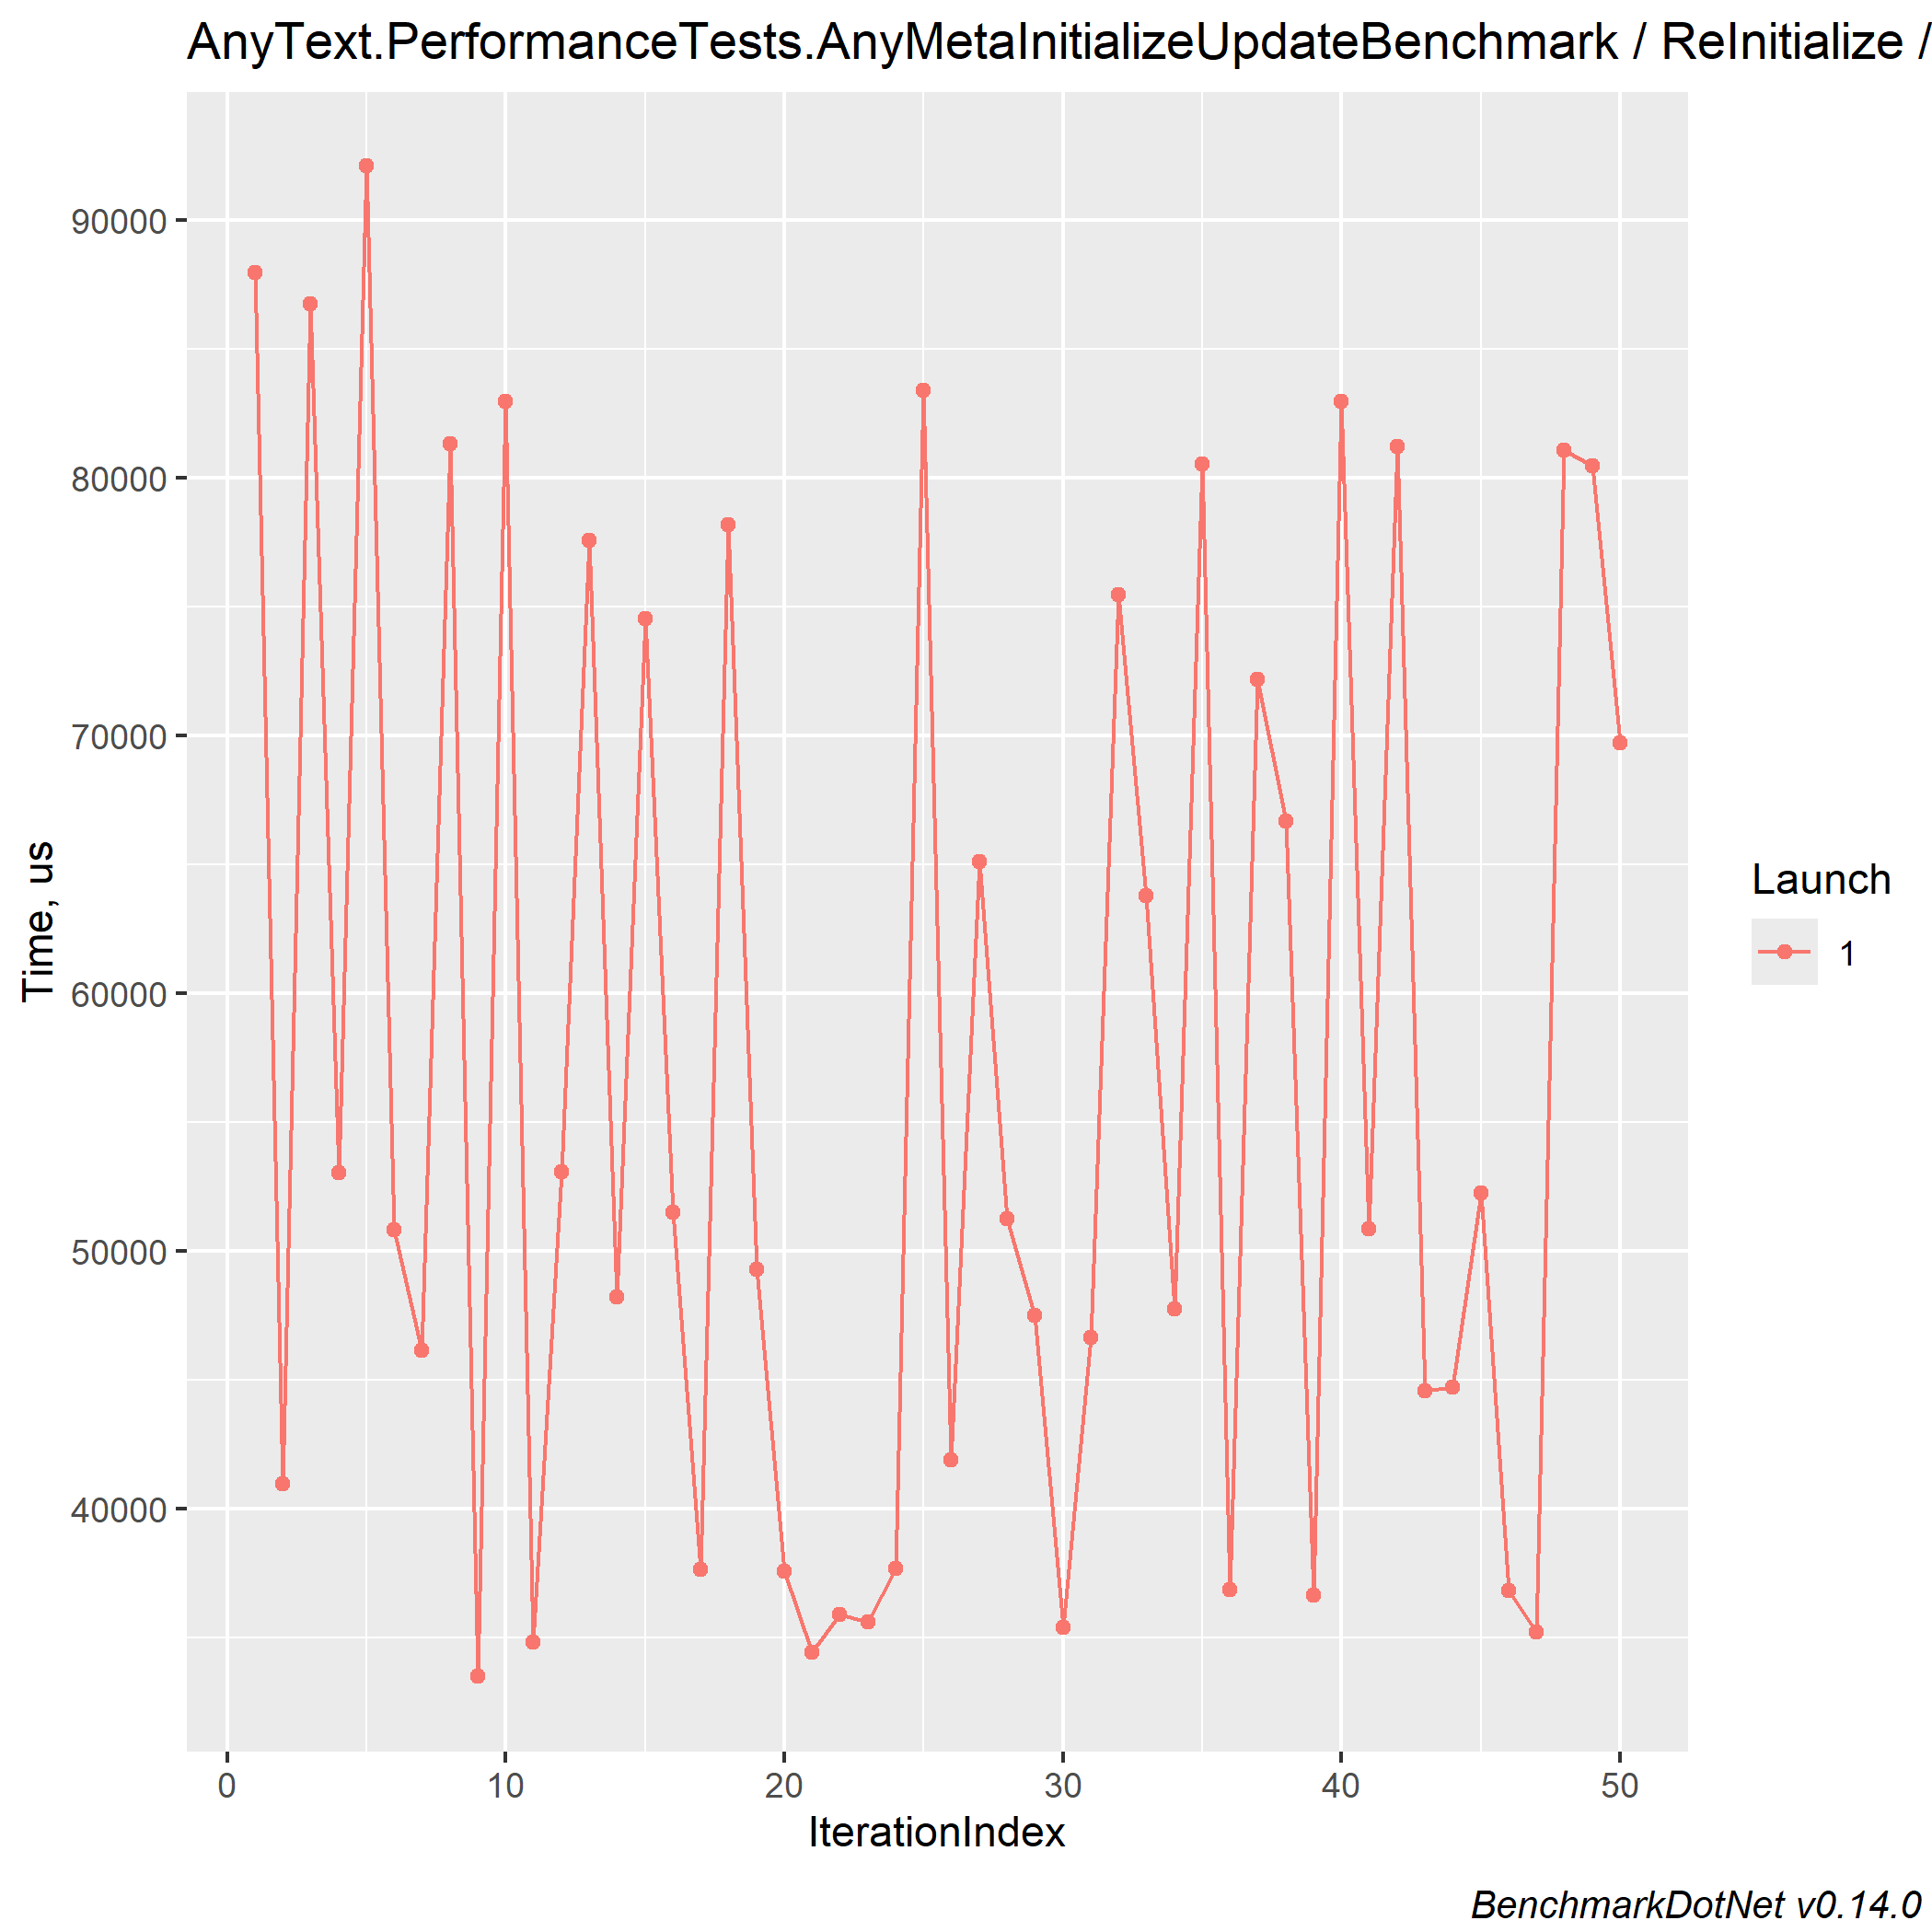 AnyText.PerformanceTests.AnyMetaInitializeUpdateBenchmark / ReInitialize /
90000
80000
70000
60000
50000
40000
Time, us
0 10 20 30 40 50
IterationIndex
Launch
1
BenchmarkDotNet v0.14.0